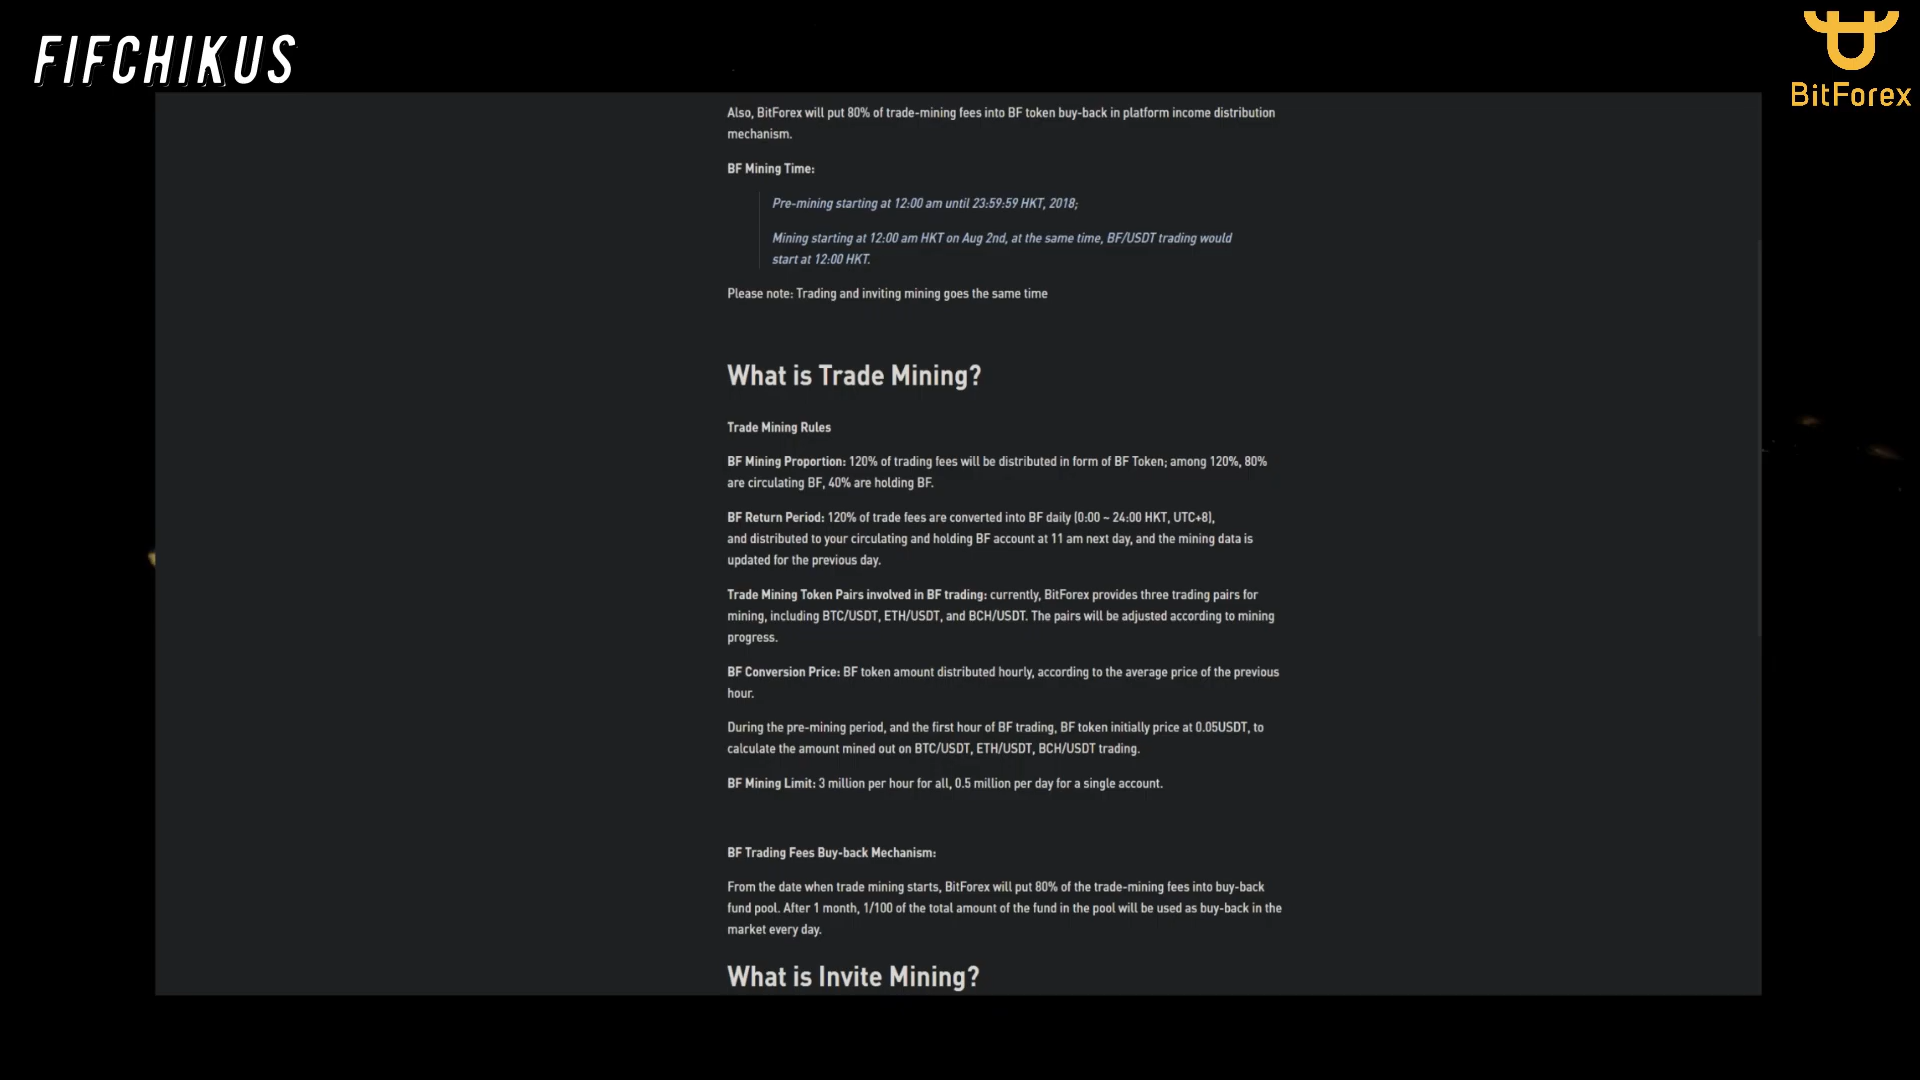 FIFCHIKUS
BitForex
Also, BitForex will put 80% of trade-mining fees into BF token buy-back in platform income distribution
mechanism.
BF Mining Time:
Pre-mining starting at 12:00 am until 23:59:59 HKT, 2018;
Mining starting at 12:00 am HKT on Aug 2nd, at the same time, BF/USDT trading would
start at 12:00 HKT.
Please note: Trading and inviting mining goes the same time
What is Trade Mining?
Trade Mining Rules
BF Mining Proportion: 120% of trading fees will be distributed in form of BF Token; among 120%, 80%
are circulating BF, 40% are holding BF.
BF Return Period: 120% of trade fees are converted into BF daily (0:00 ~ 24:00 HKT, UTC+8),
and distributed to your circulating and holding BF account at 11 am next day, and the mining data is
updated for the previous day.
Trade Mining Token Pairs involved in BF trading: currently, BitForex provides three trading pairs for
mining, including BTC/USDT, ETH/USDT, and BCH/USDT. The pairs will be adjusted according to mining
progress.
BF Conversion Price: BF token amount distributed hourly, according to the average price of the previous
hour.
During the pre-mining period, and the first hour of BF trading, BF token initially price at 0.05USDT, to
calculate the amount mined out on BTC/USDT, ETH/USDT, BCH/USDT trading.
BF Mining Limit: 3 million per hour for all, 0.5 million per day for a single account.
BF Trading Fees Buy-back Mechanism:
From the date when trade mining starts, BitForex will put 80% of the trade-mining fees into buy-back
fund pool. After 1 month, 1/100 of the total amount of the fund in the pool will be used as buy-back in the
market every day.
What is Invite Mining?